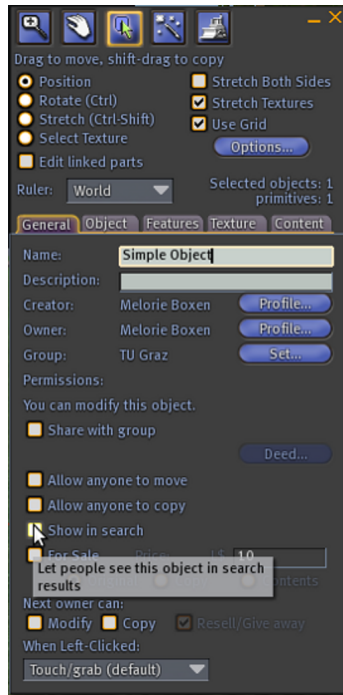 Drag to move, shift-drag to copy
Position
Stretch Both Sides
Rotate (Ctrl)
Stretch Textures
Stretch (Ctrl-Shift)
Use Grid
Select Texture
Options...
Edit linked parts
Ruler: World
Selected objects: 1
primitives: 1
General Object Features Texture Content
Name: Simple Object
Description:
Creator: Melorie Boxen Profile...
Owner: Melorie Boxen Profile...
Group: TU Graz Set...
Permissions:
You can modify this object.
Share with group
Deed...
Allow anyone to move
Allow anyone to copy
Show in search
For Sale Price: L$ 10
Let people see this object in search
results
Next owner can:
Modify Copy Resell/Give away
When Left-Clicked:
Touch/grab (default)